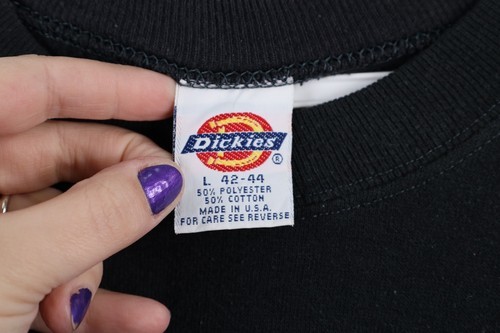 Dickies ®
L 42-44
50% POLYESTER
50% COTTON
MADE IN U.S.A.
FOR CARE SEE REVERSE